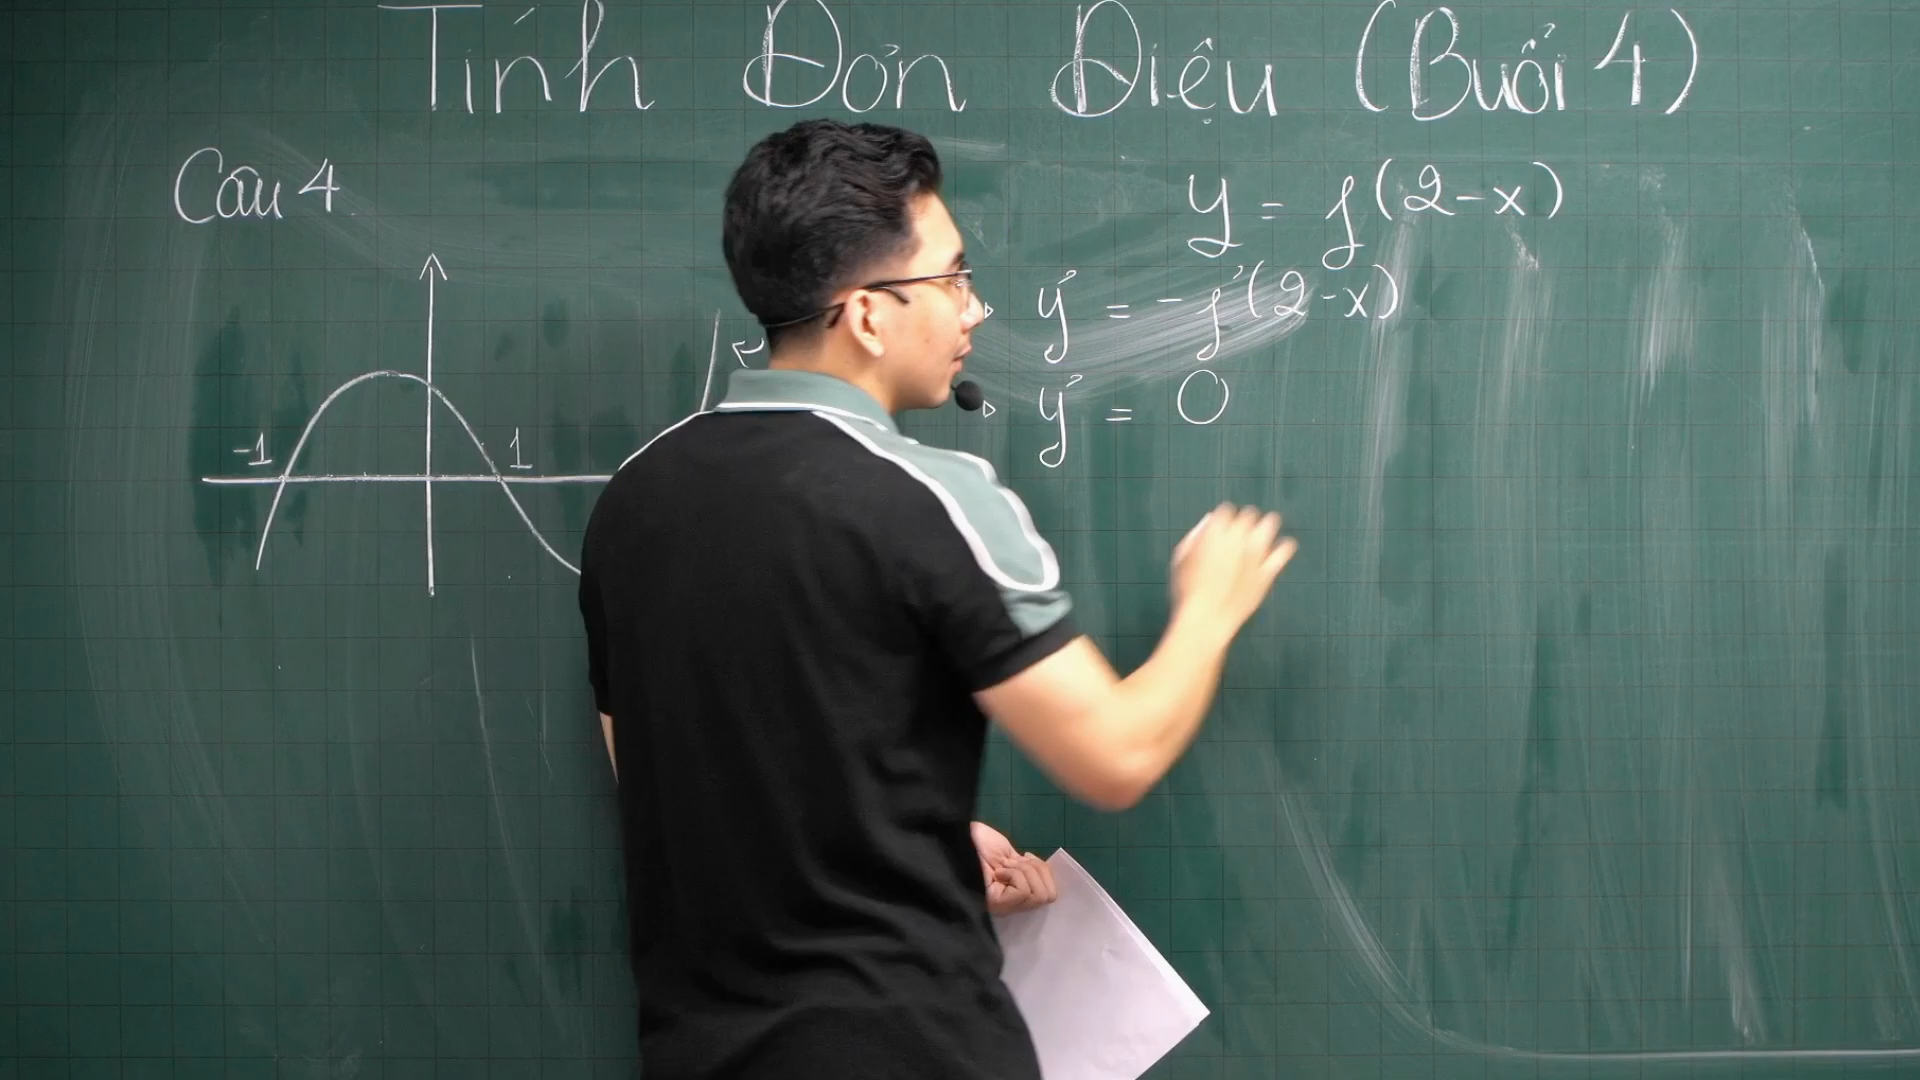 Tính Đơn Điệu (Buổi 4)
Câu 4
y = f(2-x)
y' = -f'(2-x)
y' = 0
-1
1